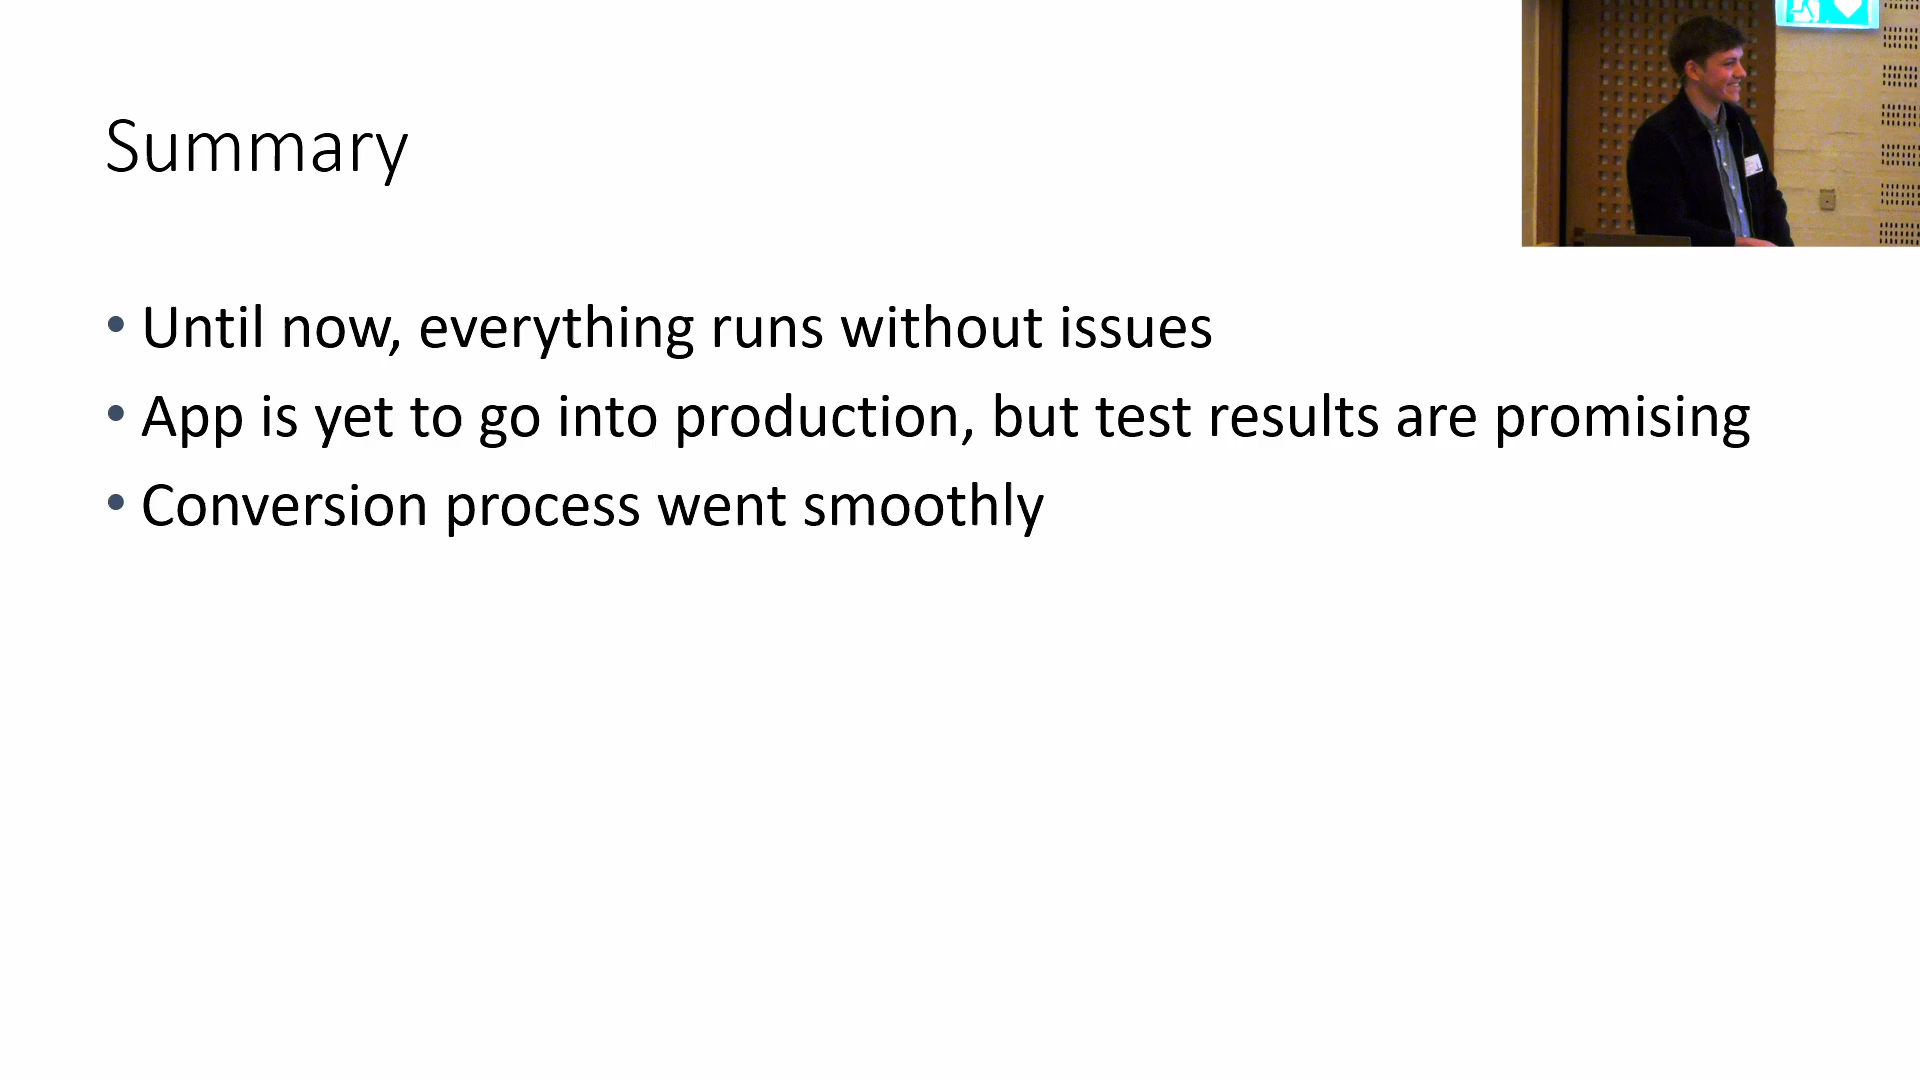 Summary
• Until now, everything runs without issues
• App is yet to go into production, but test results are promising
• Conversion process went smoothly